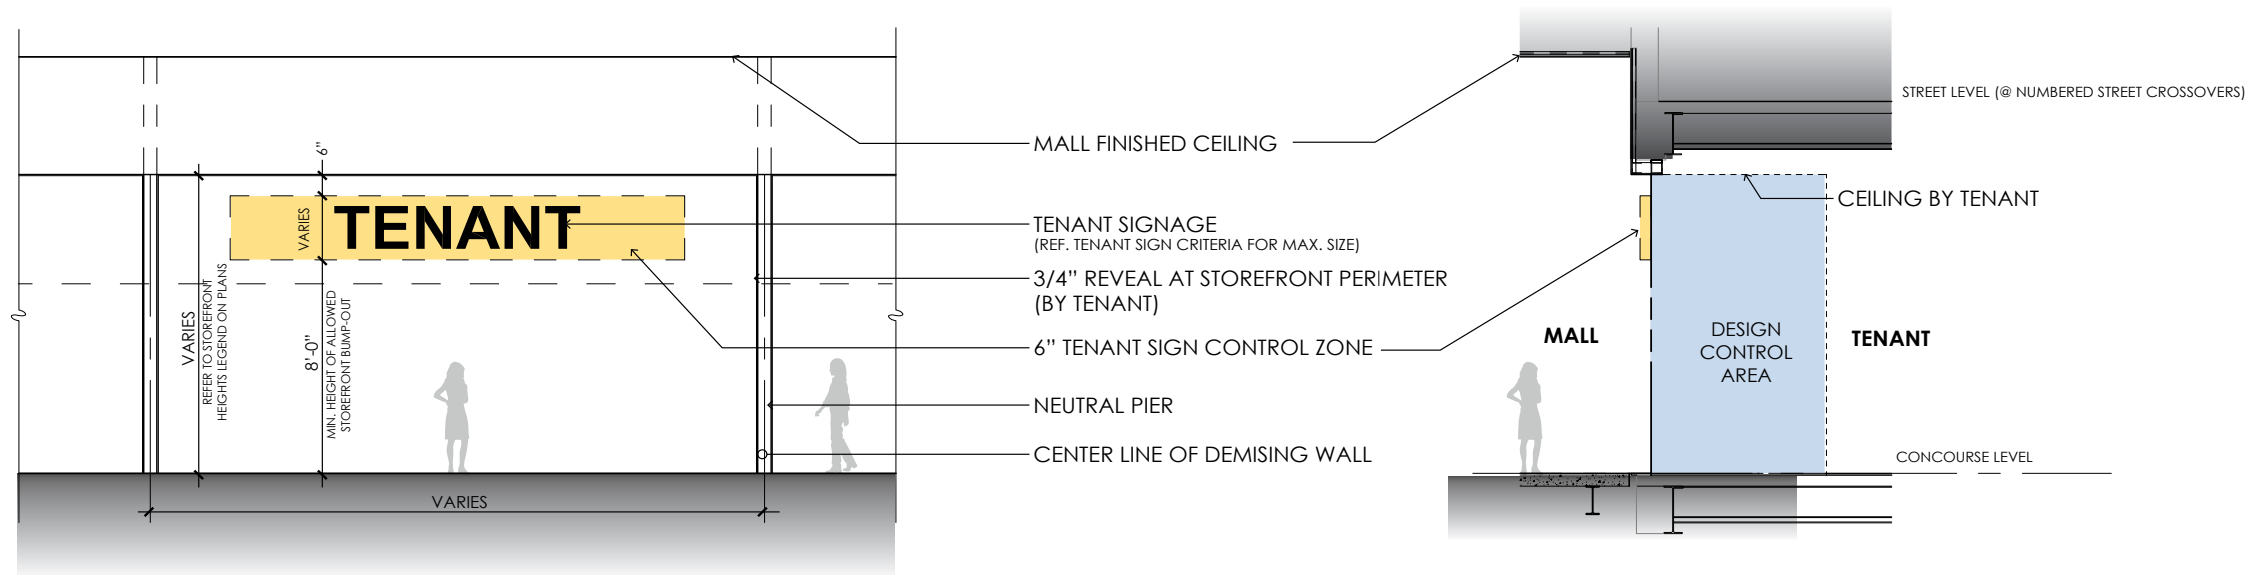 6"
VARIES
TENANT
VARIES
REFER TO STOREFRONT
HEIGHTS LEGEND ON PLANS
8'-0"
MIN. HEIGHT OF ALLOWED
STOREFRONT BUMP-OUT
VARIES
MALL FINISHED CEILING
TENANT SIGNAGE
(REF. TENANT SIGN CRITERIA FOR MAX. SIZE)
3/4" REVEAL AT STOREFRONT PERIMETER
(BY TENANT)
6" TENANT SIGN CONTROL ZONE
NEUTRAL PIER
CENTER LINE OF DEMISING WALL
STREET LEVEL (@ NUMBERED STREET CROSSOVERS)
CEILING BY TENANT
MALL
DESIGN
CONTROL
AREA
TENANT
CONCOURSE LEVEL